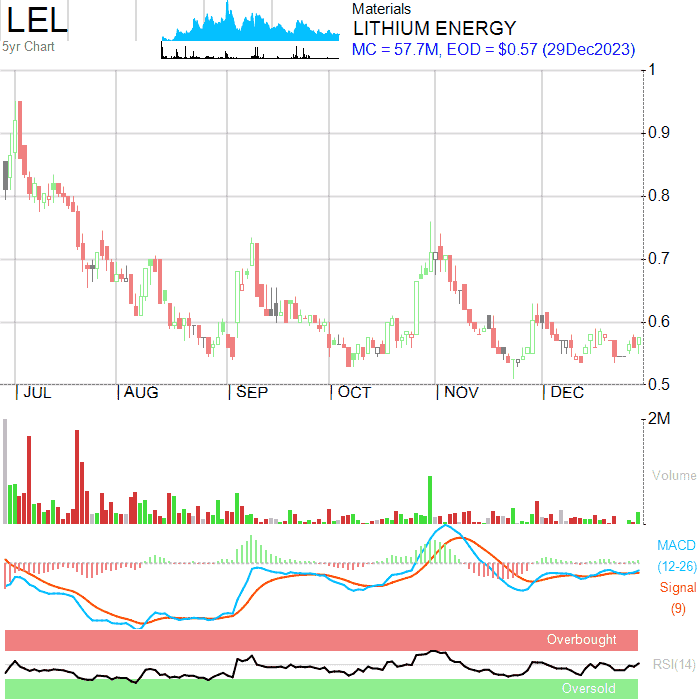 LEL
5yr Chart
Materials
LITHIUM ENERGY
MC = 57.7M, EOD = $0.57 (29Dec2023)
1
0.9
0.8
0.7
0.6
0.5
JUL AUG SEP OCT NOV DEC
2M
Volume
MACD
(12-26)
Signal
(9)
Overbought
RSI(14)
Oversold